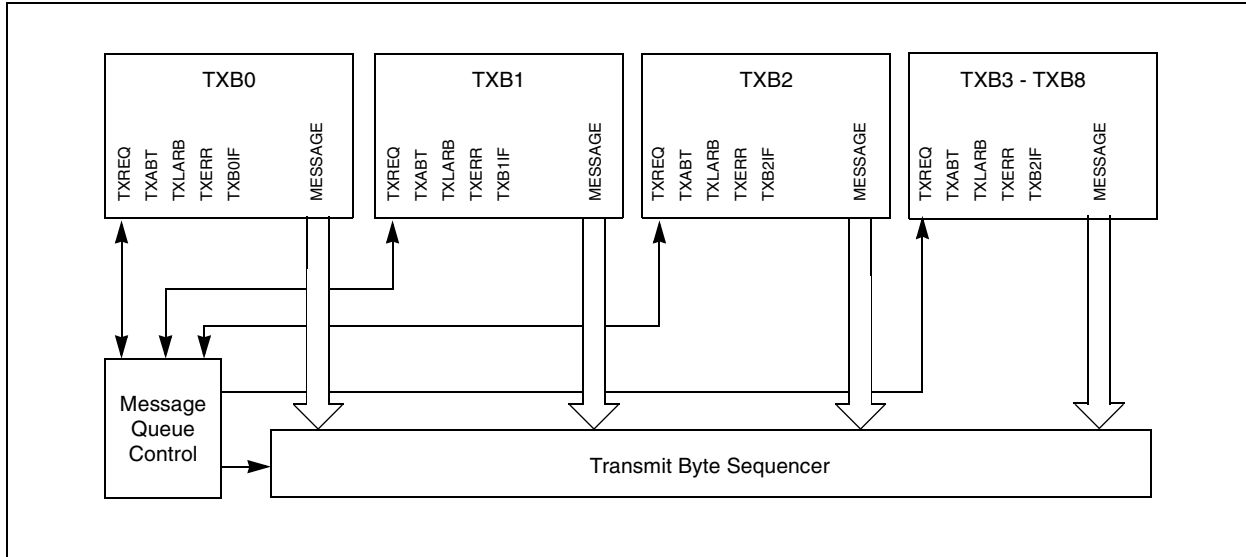 TXB0
TXREQ
TXABT
TXLARB
TXERR
TXB0IF
MESSAGE
TXB1
TXREQ
TXABT
TXLARB
TXERR
TXB1IF
MESSAGE
TXB2
TXREQ
TXABT
TXLARB
TXERR
TXB2IF
MESSAGE
TXB3 - TXB8
TXREQ
TXABT
TXLARB
TXERR
TXB2IF
MESSAGE
Message
Queue
Control
Transmit Byte Sequencer